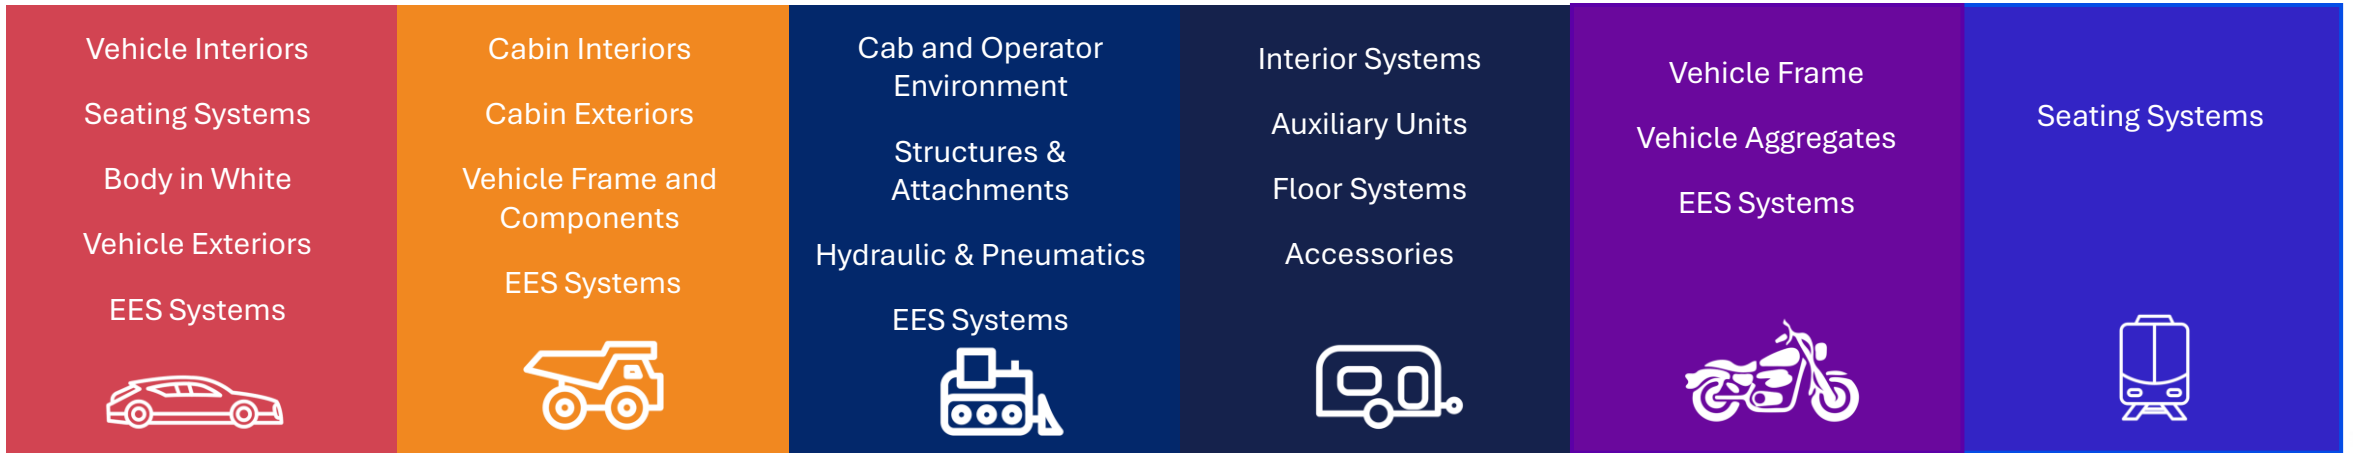 Vehicle Interiors
Seating Systems
Body in White
Vehicle Exteriors
EES Systems
Cabin Interiors
Cabin Exteriors
Vehicle Frame and
Components
EES Systems
Cab and Operator
Environment
Structures &
Attachments
Hydraulic & Pneumatics
EES Systems
Interior Systems
Auxiliary Units
Floor Systems
Accessories
Vehicle Frame
Vehicle Aggregates
EES Systems
Seating Systems